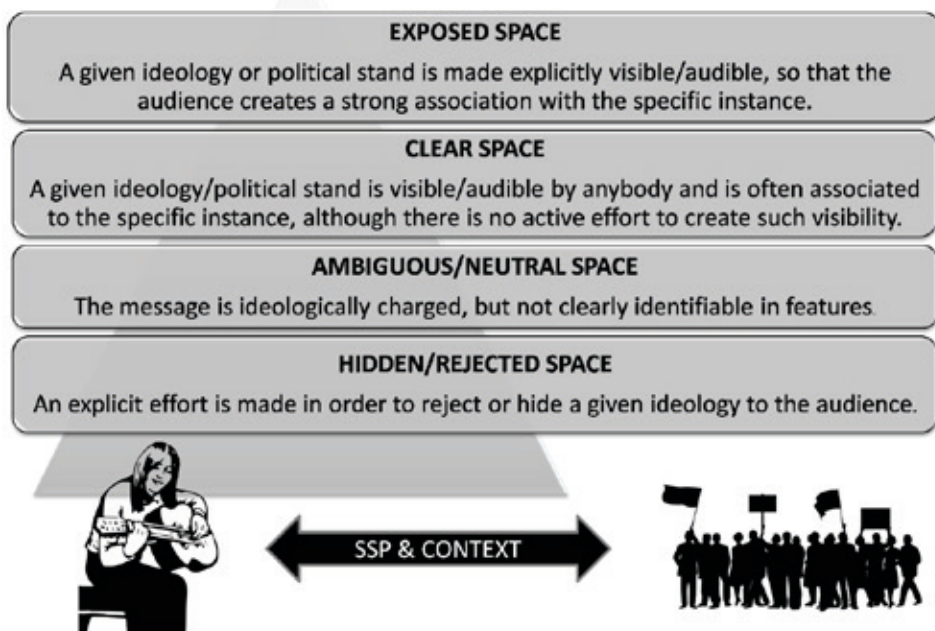 EXPOSED SPACE
A given ideology or political stand is made explicitly visible/audible, so that the
audience creates a strong association with the specific instance.
CLEAR SPACE
A given ideology/political stand is visible/audible by anybody and is often associated
to the specific instance, although there is no active effort to create such visibility.
AMBIGUOUS/NEUTRAL SPACE
The message is ideologically charged, but not clearly identifiable in features.
HIDDEN/REJECTED SPACE
An explicit effort is made in order to reject or hide a given ideology to the audience.
SSP & CONTEXT